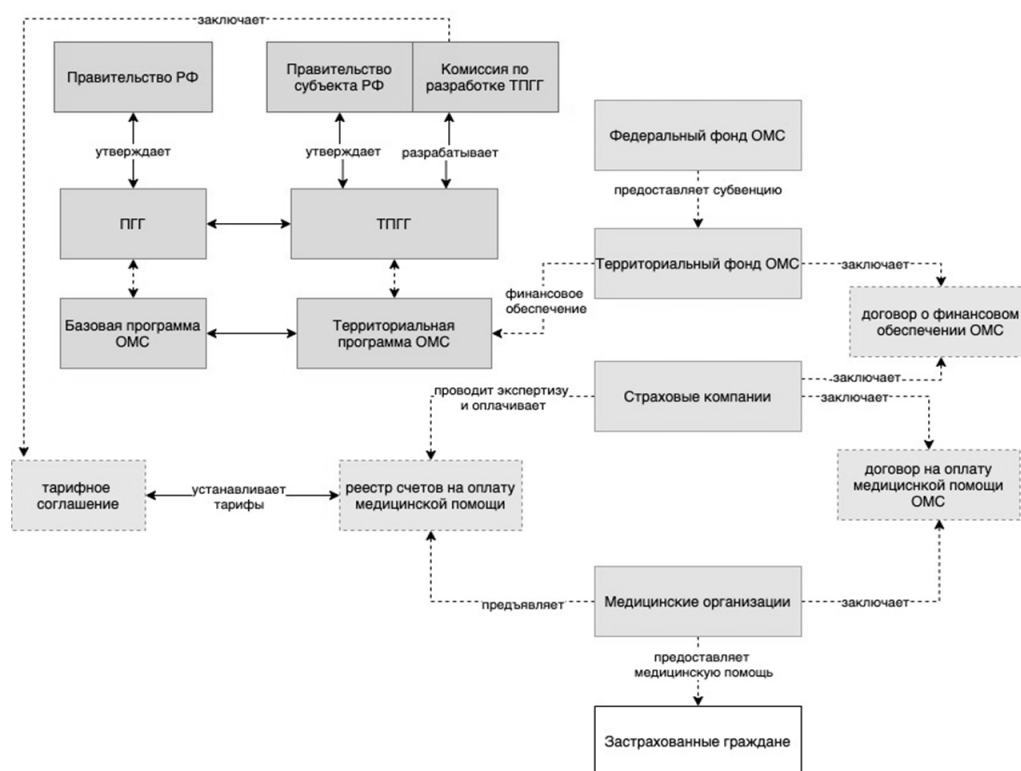 заключает
Правительство РФ
Правительство
субъекта РФ
Комиссия по
разработке ТПГГ
Федеральный фонд ОМС
утверждает
утверждает
разрабатывает
предоставляет субвенцию
ПГГ
ТПГГ
Территориальный фонд ОМС
заключает
финансовое
обеспечение
договор о финансовом
обеспечении ОМС
Базовая программа
ОМС
Территориальная
программа ОМС
проводит экспертизу
и оплачивает
Страховые компании
заключает
заключает
тарифное
соглашение
устанавливает
тарифы
реестр счетов на оплату
медицинской помощи
договор на оплату
медициснкой помощи
ОМС
предъявляет
Медицинские организации
заключает
предоставляет
медицинскую помощь
Застрахованные граждане